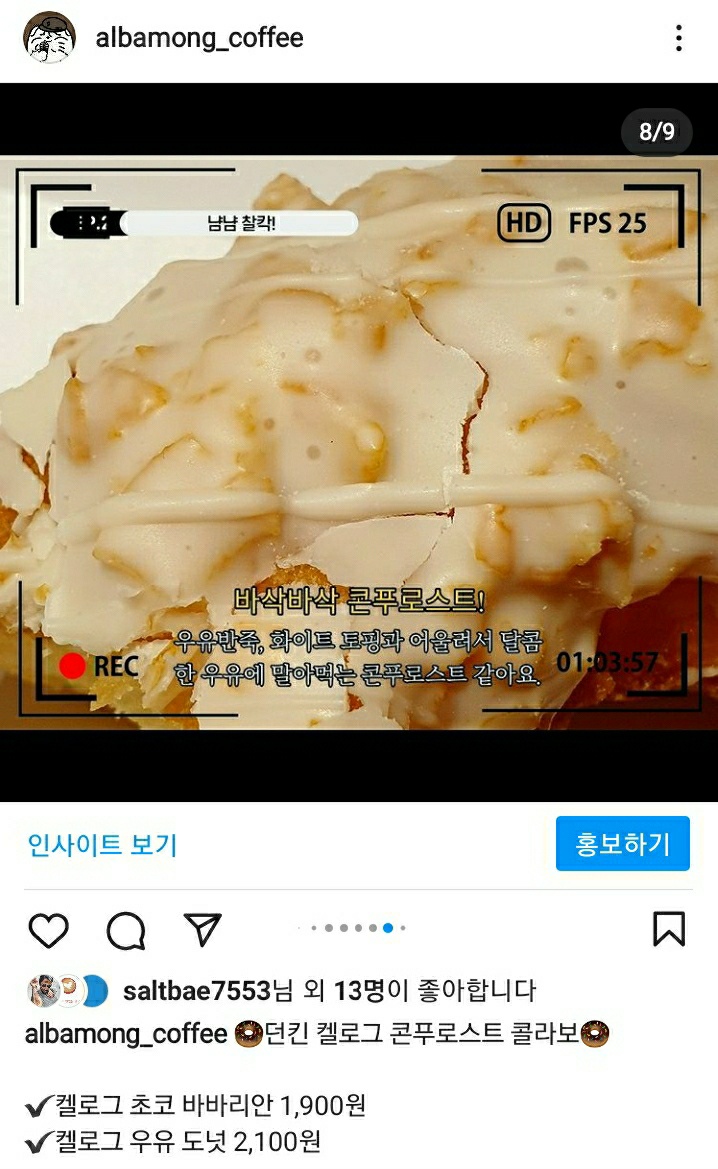 albamong_coffee
8/9
냠냠 찰칵!
HD FPS 25
바삭바삭 콘푸로스트!
우유반죽, 화이트 토핑과 어울려서 달콤
한 우유에 말아먹는 콘푸로스트 같아요.
REC
01:03:57
인사이트 보기
홍보하기
saltbae7553님 외 13명이 좋아합니다
albamong_coffee 🍩던킨 켈로그 콘푸로스트 콜라보🍩
✔켈로그 초코 바바리안 1,900원
✔켈로그 우유 도넛 2,100원